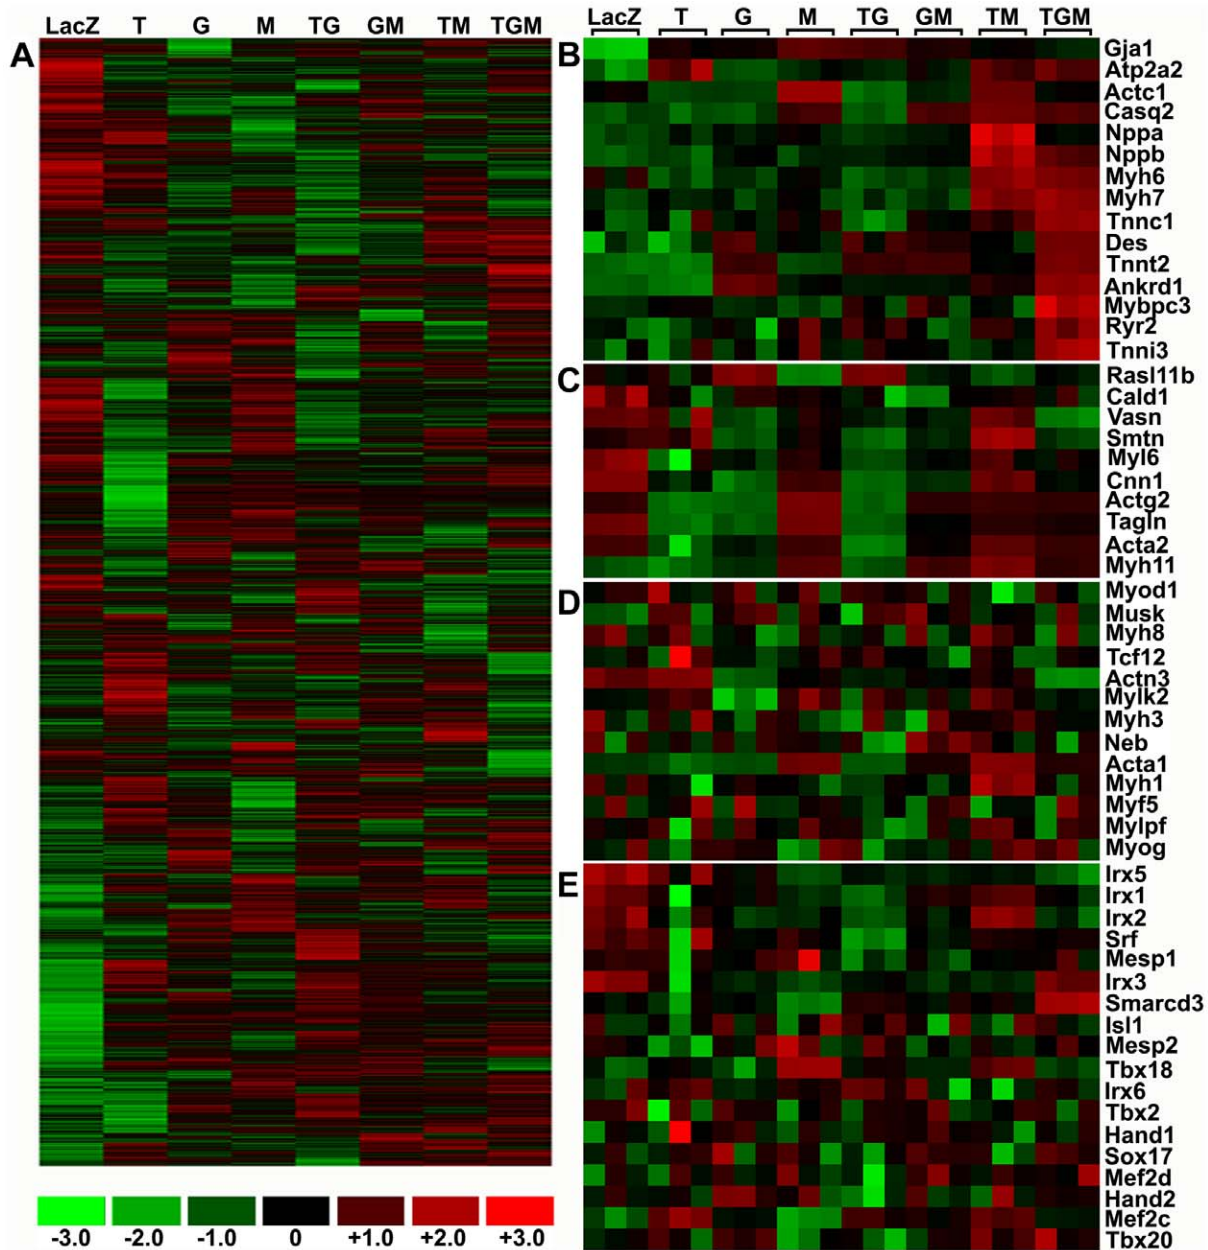 LacZ T G M TG GM TM TGM
A
-3.0 -2.0 -1.0 0 +1.0 +2.0 +3.0
LacZ T G M TG GM TM TGM
B
Gja1
Atp2a2
Actc1
Casq2
Nppa
Nppb
Myh6
Myh7
Tnnc1
Des
Tnnt2
Ankrd1
Mybpc3
Ryr2
Tnni3
C
Rasl11b
Cald1
Vasn
Smtn
Myl6
Cnn1
Actg2
Tagln
Acta2
Myh11
D
Myod1
Musk
Myh8
Tcf12
Actn3
Mylk2
Myh3
Neb
Acta1
Myh1
Myf5
Mylpf
Myog
E
Irx5
Irx1
Irx2
Srf
Mesp1
Irx3
Smarcd3
Isl1
Mesp2
Tbx18
Irx6
Tbx2
Hand1
Sox17
Mef2d
Hand2
Mef2c
Tbx20